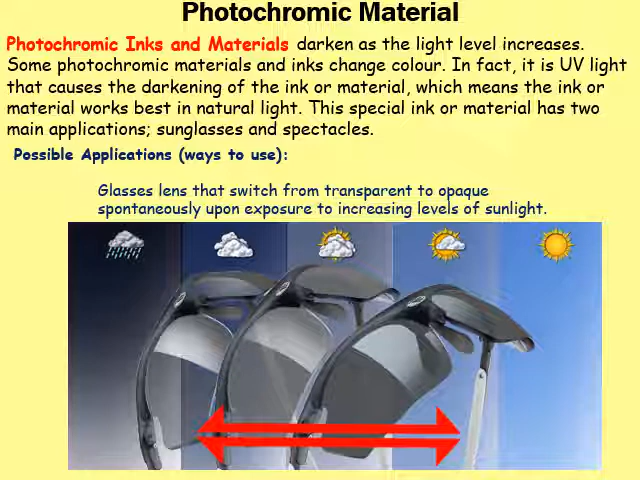 Photochromic Material
Photochromic Inks and Materials darken as the light level increases.
Some photochromic materials and inks change colour. In fact, it is UV light
that causes the darkening of the ink or material, which means the ink or
material works best in natural light. This special ink or material has two
main applications; sunglasses and spectacles.
Possible Applications (ways to use):
Glasses lens that switch from transparent to opaque
spontaneously upon exposure to increasing levels of sunlight.